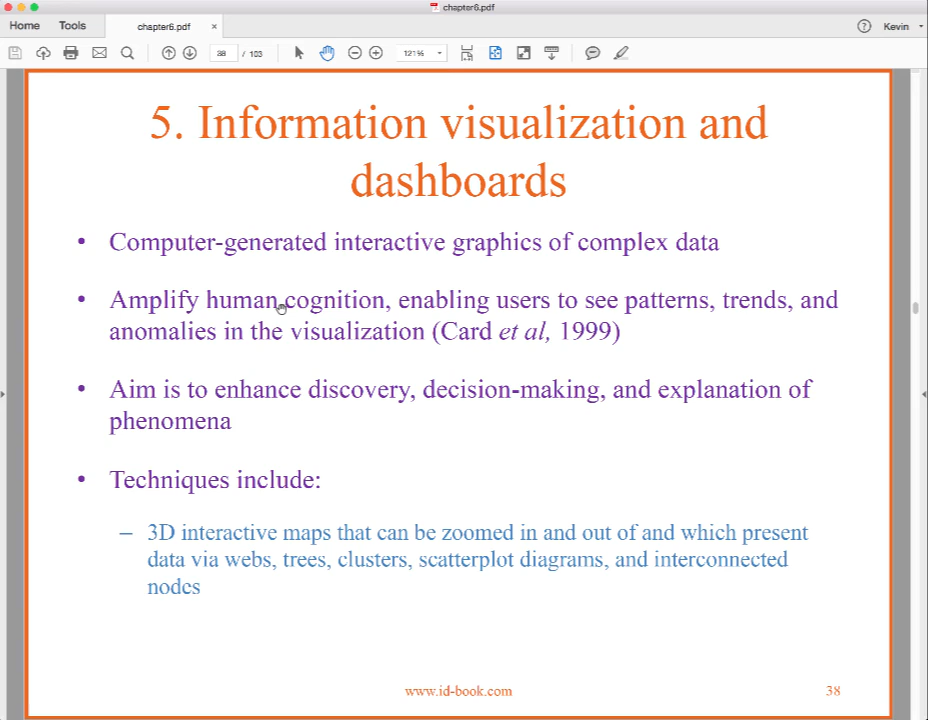 chapter6.pdf
Home Tools chapter6.pdf × ? Kevin
38 / 103 121%
5. Information visualization and
dashboards
• Computer-generated interactive graphics of complex data
• Amplify human cognition, enabling users to see patterns, trends, and
anomalies in the visualization (Card et al, 1999)
• Aim is to enhance discovery, decision-making, and explanation of
phenomena
• Techniques include:
– 3D interactive maps that can be zoomed in and out of and which present
data via webs, trees, clusters, scatterplot diagrams, and interconnected
nodes
www.id-book.com 38